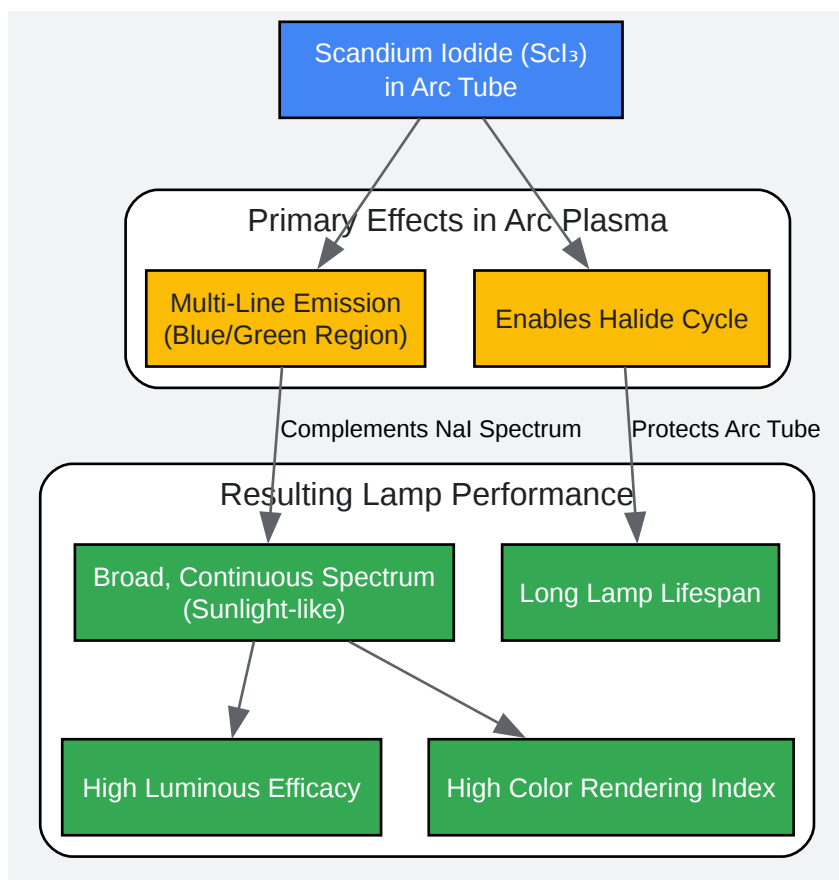 Scandium Iodide (ScI₃)
in Arc Tube
Primary Effects in Arc Plasma
Multi-Line Emission
(Blue/Green Region)
Enables Halide Cycle
Complements NaI Spectrum
Protects Arc Tube
Resulting Lamp Performance
Broad, Continuous Spectrum
(Sunlight-like)
Long Lamp Lifespan
High Luminous Efficacy
High Color Rendering Index